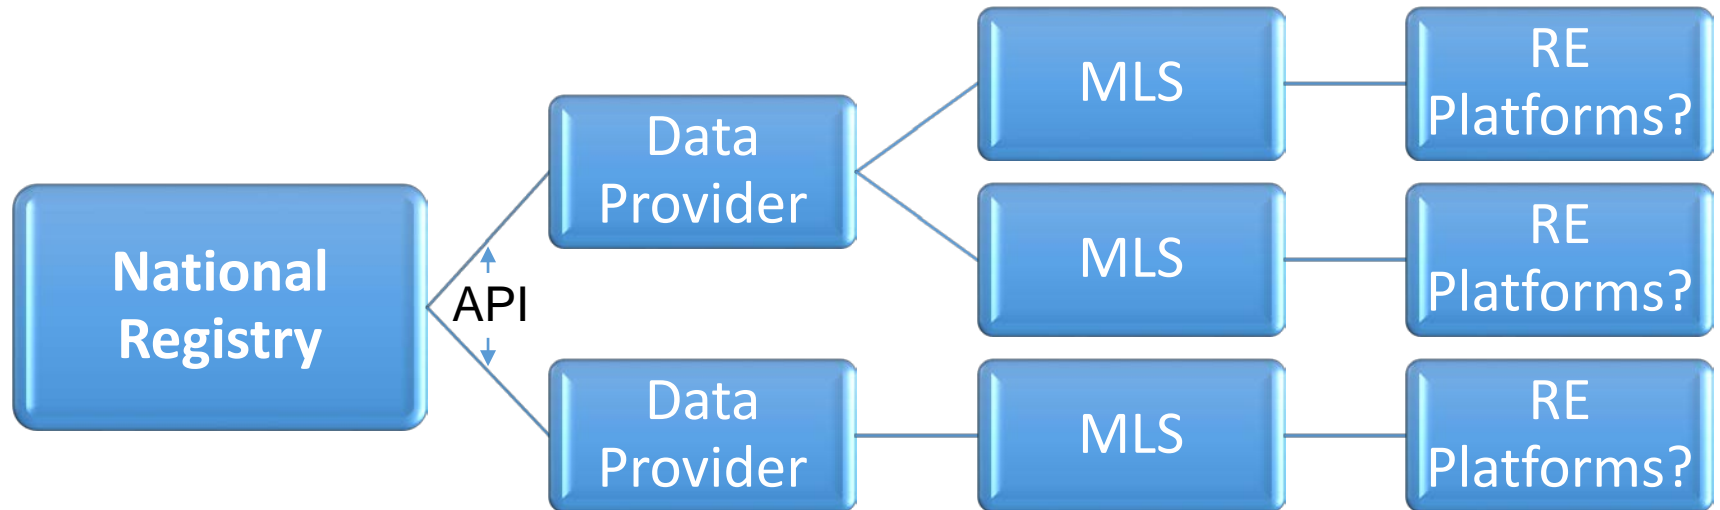 National
Registry
API
Data
Provider
Data
Provider
MLS
MLS
MLS
RE
Platforms?
RE
Platforms?
RE
Platforms?